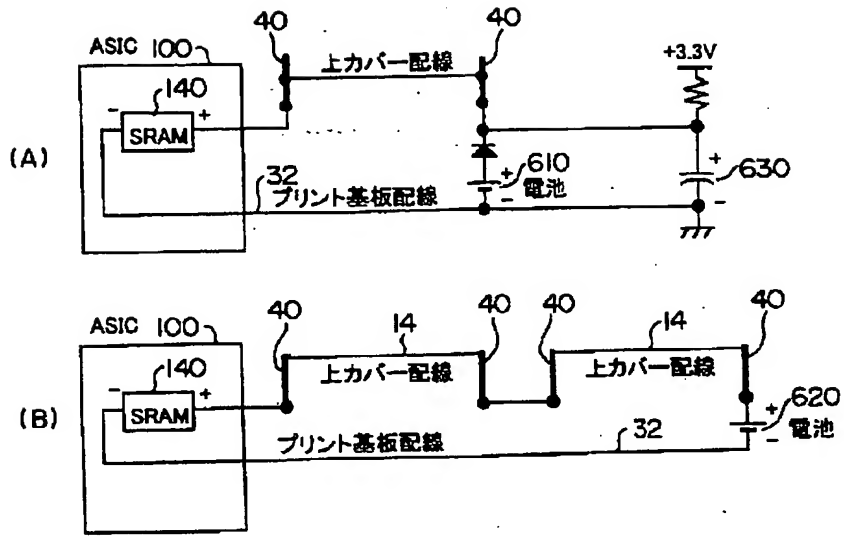 (A)
ASIC 100
140
- SRAM +
40
上カバー配線
40
+3.3V
+ 610
電池
-
+
630
-
32
プリント基板配線
(B)
ASIC 100
140
- SRAM +
40
14
上カバー配線
40
40
14
上カバー配線
40
+ 620
- 電池
プリント基板配線
32